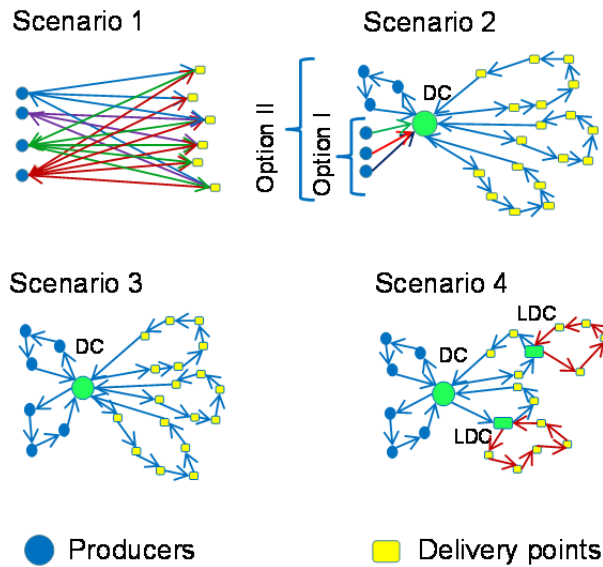 Scenario 1
Scenario 2
DC
Option II
Option I
Scenario 3
Scenario 4
LDC
DC
DC
LDC
Producers
Delivery points